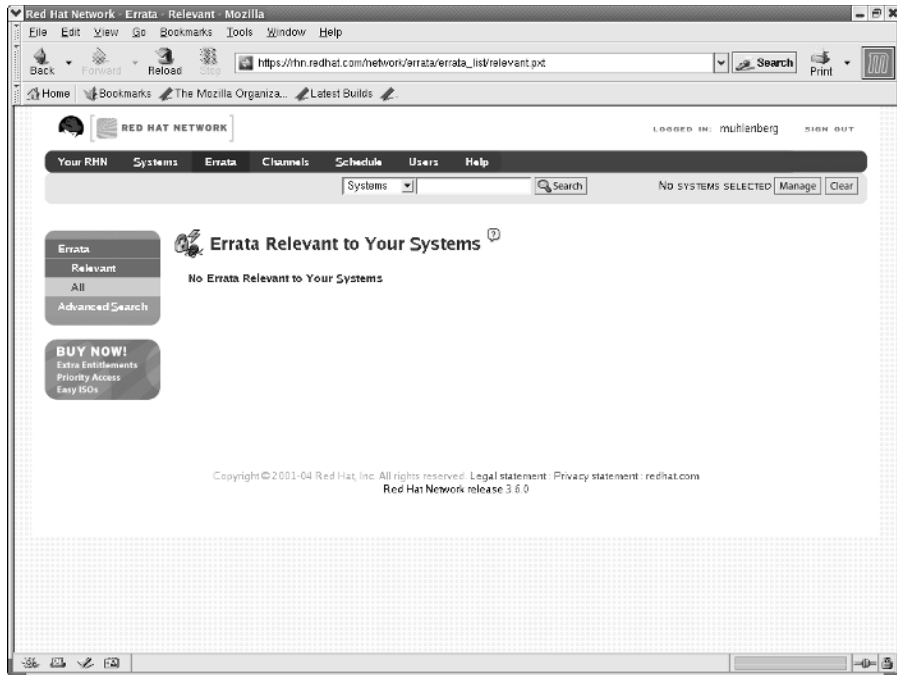 Red Hat Network - Errata - Relevant - Mozilla
File Edit View Go Bookmarks Tools Window Help
Back Forward Reload Stop https://rhn.redhat.com/network/errata/errata_list/relevant.pxt Search Print
Home Bookmarks The Mozilla Organiza... Latest Builds
RED HAT NETWORK LOGGED IN: muhlenberg SIGN OUT
Your RHN Systems Errata Channels Schedule Users Help
Systems Search NO SYSTEMS SELECTED Manage Clear
Errata Relevant to Your Systems ?
No Errata Relevant to Your Systems
Errata
Relevant
All
Advanced Search
BUY NOW!
Extra Entitlements
Priority Access
Easy ISOs
Copyright © 2001-04 Red Hat, Inc. All rights reserved. Legal statement : Privacy statement : redhat.com
Red Hat Network release 3.6.0